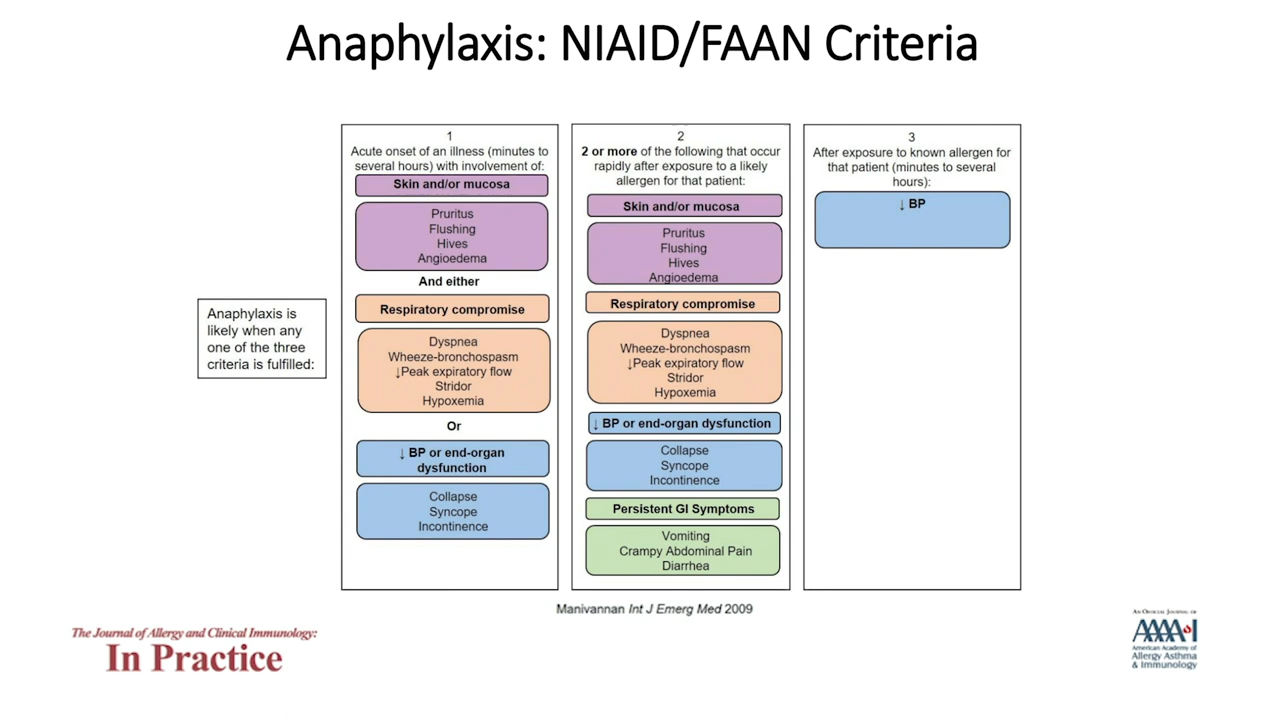 Anaphylaxis: NIAID/FAAN Criteria
Anaphylaxis is
likely when any
one of the three
criteria is fulfilled:
1
Acute onset of an illness (minutes to
several hours) with involvement of:
Skin and/or mucosa
Pruritus
Flushing
Hives
Angioedema
And either
Respiratory compromise
Dyspnea
Wheeze-bronchospasm
↓Peak expiratory flow
Stridor
Hypoxemia
Or
↓ BP or end-organ
dysfunction
Collapse
Syncope
Incontinence
2
2 or more of the following that occur
rapidly after exposure to a likely
allergen for that patient:
Skin and/or mucosa
Pruritus
Flushing
Hives
Angioedema
Respiratory compromise
Dyspnea
Wheeze-bronchospasm
↓Peak expiratory flow
Stridor
Hypoxemia
↓ BP or end-organ dysfunction
Collapse
Syncope
Incontinence
Persistent GI Symptoms
Vomiting
Crampy Abdominal Pain
Diarrhea
3
After exposure to known allergen for
that patient (minutes to several
hours):
↓ BP
Manivannan Int J Emerg Med 2009
The Journal of Allergy and Clinical Immunology:
In Practice
An Official Journal of
AAAAI
American Academy of
Allergy Asthma
& Immunology